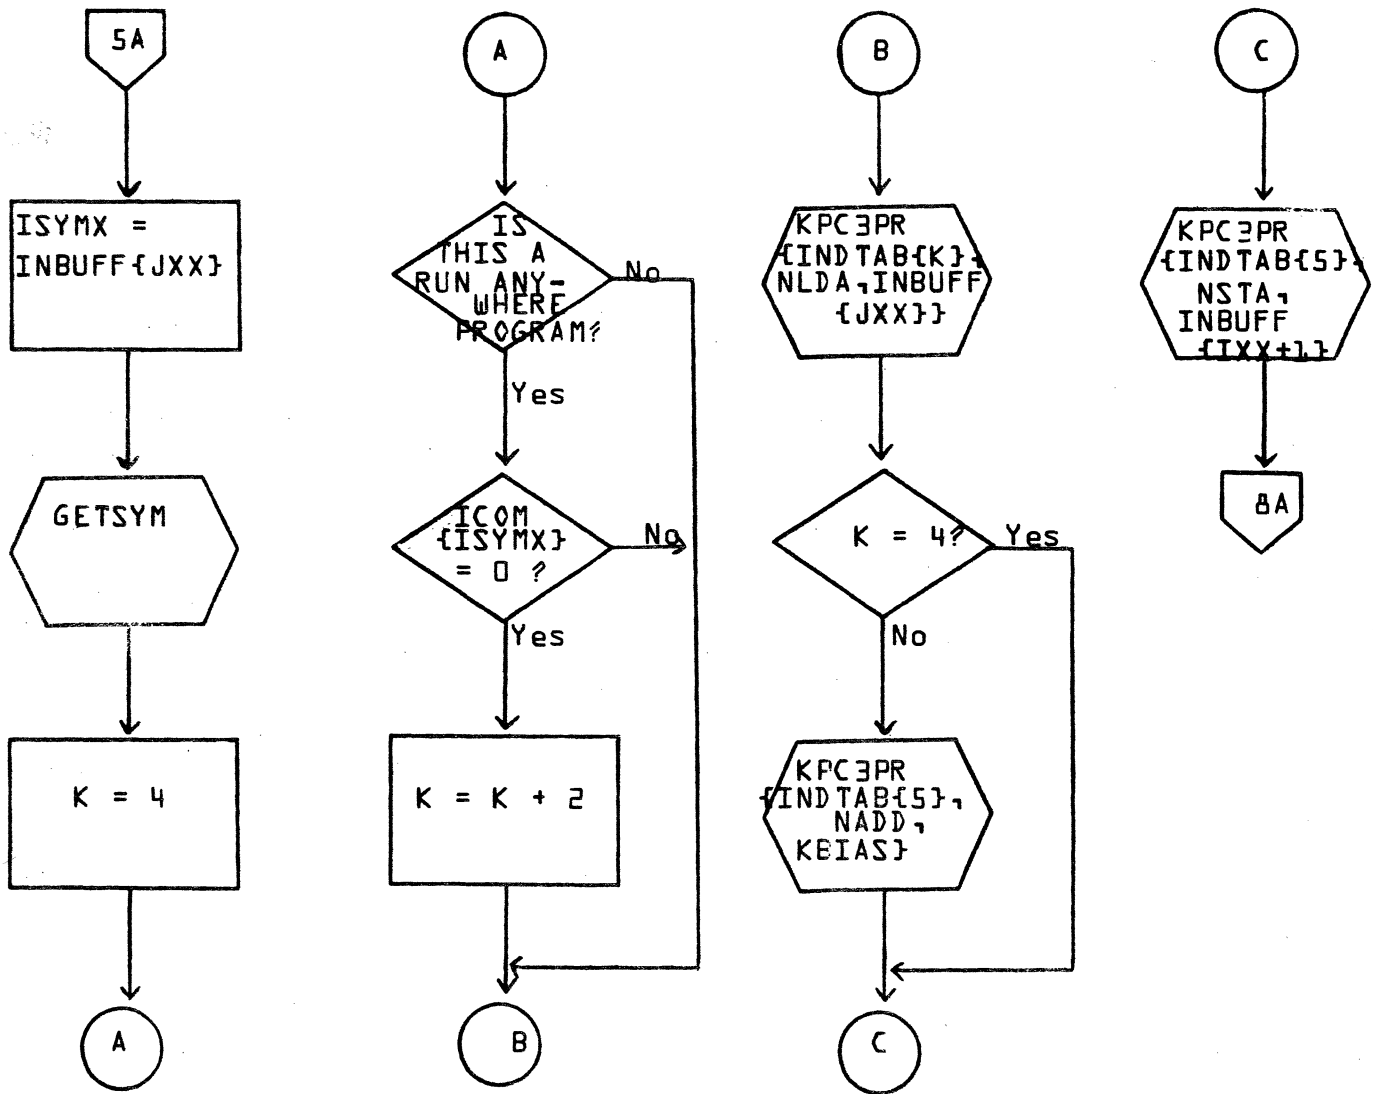 5A
ISYMX =
INBUFF{JXX}
GETSYM
K = 4
A
A
IS
THIS A
RUN ANY-
WHERE
PROGRAM?
No
Yes
ICOM
{ISYMX}
= 0 ?
No
Yes
K = K + 2
B
B
KPC3PR
{INDTAB{K},
NLDA,INBUFF
{JXX}}
K = 4?
Yes
No
KPC3PR
{INDTAB{5},
NADD,
KBIAS}
C
C
KPC3PR
{INDTAB{5},
NSTA,
INBUFF
{IXX+1}
8A